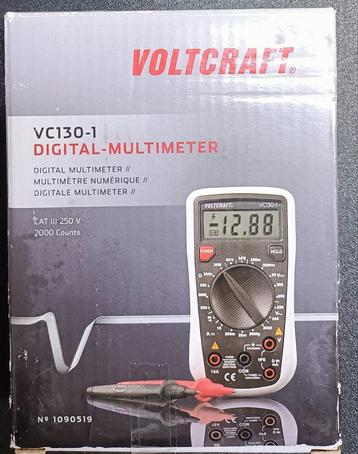 VOLTCRAFT®
VC130-1
DIGITAL-MULTIMETER
DIGITAL MULTIMETER //
MULTIMÈTRE NUMÉRIQUE //
DIGITALE MULTIMETER //
CAT III 250 V
2000 Counts
VOLTCRAFT
VC130-1
-12.88
POWER
HOLD
10A
COM
CE
Nº 1090519